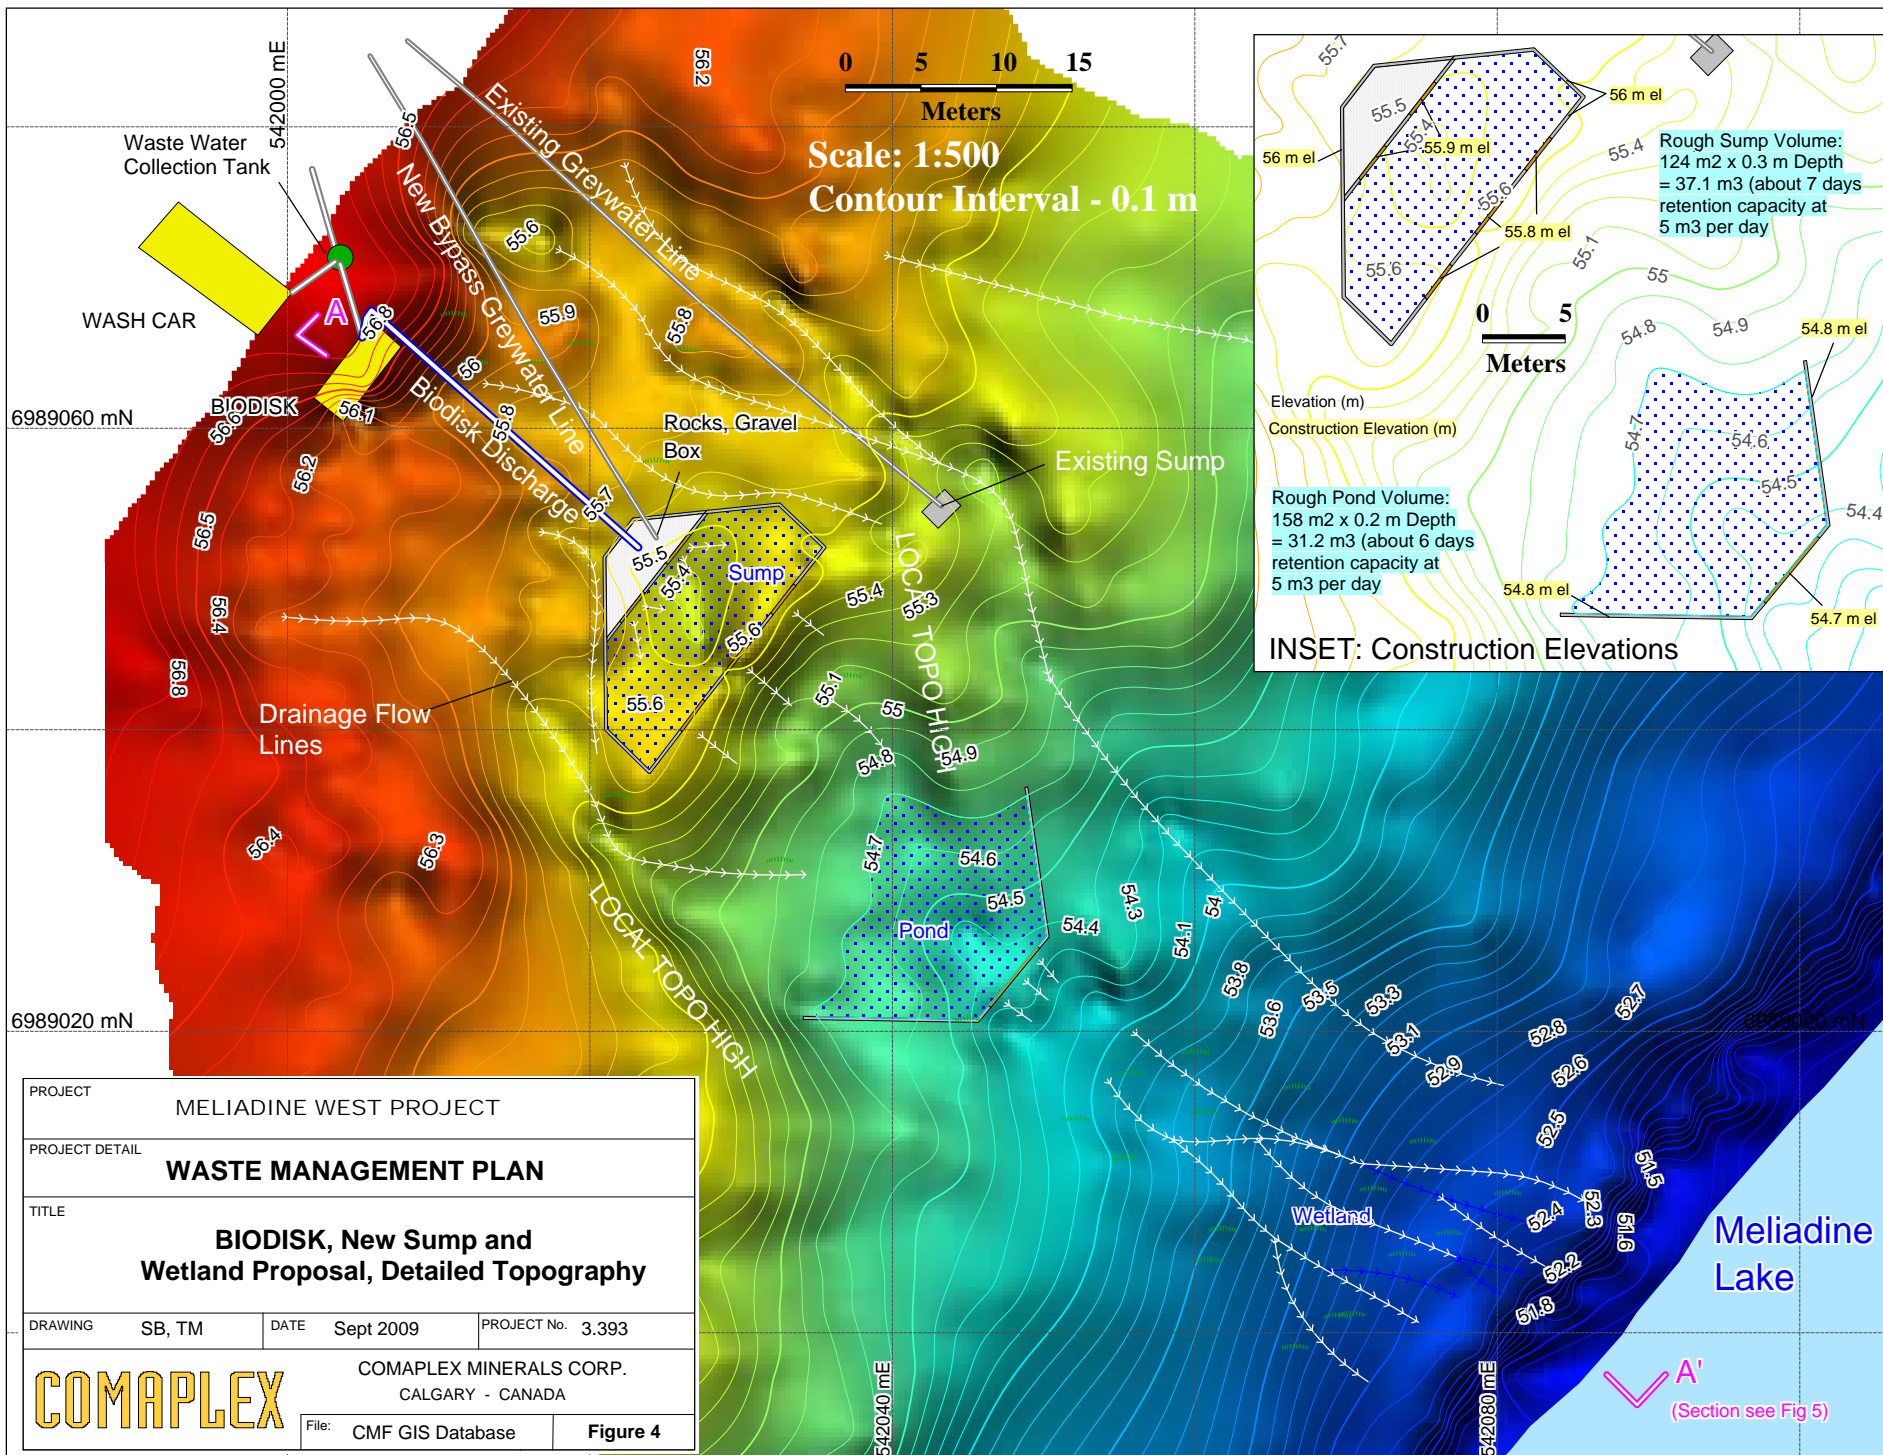 542000 mE
Waste Water
Collection Tank
WASH CAR
A
BIODISK
6989060 mN
6989020 mN
Existing Greywater Line
New Bypass Greywater Line
Biodisk Discharge
0 5 10 15
Meters
Scale: 1:500
Contour Interval - 0.1 m
Rocks, Gravel
Box
Existing Sump
Sump
Drainage Flow
Lines
LOCAL TOPO HIGH
LOCAL TOPO HIGH
Pond
Wetland
Meliadine
Lake
A'
(Section see Fig 5)
6989020 mN
542040 mE
542080 mE
56.2
56.5
55.6
55.9
55.8
56.8
56
56.1
56.6
55.8
56.2
55.7
56.5
55.5
55.4
55.4
55.3
56.4
55.6
56.8
55.6
55.1
55
54.9
54.8
56.4
56.3
54.7
54.6
54.5
54.4
54.3
54
54.1
53.8
53.6
53.5
53.3
53.1
52.9
52.8
52.7
52.6
52.5
51.5
52.4
52.3
51.6
52.2
51.8
55.7
55.5
55.4
56 m el
56 m el
55.9 m el
55.4
55.6
55.8 m el
55.6
55.1
55
54.9
54.8
54.8 m el
Rough Sump Volume:
124 m2 x 0.3 m Depth
= 37.1 m3 (about 7 days
retention capacity at
5 m3 per day
0 5
Meters
Elevation (m)
Construction Elevation (m)
54.7
54.6
54.5
54.4
Rough Pond Volume:
158 m2 x 0.2 m Depth
= 31.2 m3 (about 6 days
retention capacity at
5 m3 per day
54.8 m el
54.7 m el
INSET: Construction Elevations
PROJECT
MELIADINE WEST PROJECT
PROJECT DETAIL
WASTE MANAGEMENT PLAN
TITLE
BIODISK, New Sump and
Wetland Proposal, Detailed Topography
DRAWING SB, TM DATE Sept 2009 PROJECT No. 3.393
COMAPLEX
COMAPLEX MINERALS CORP.
CALGARY - CANADA
File: CMF GIS Database Figure 4